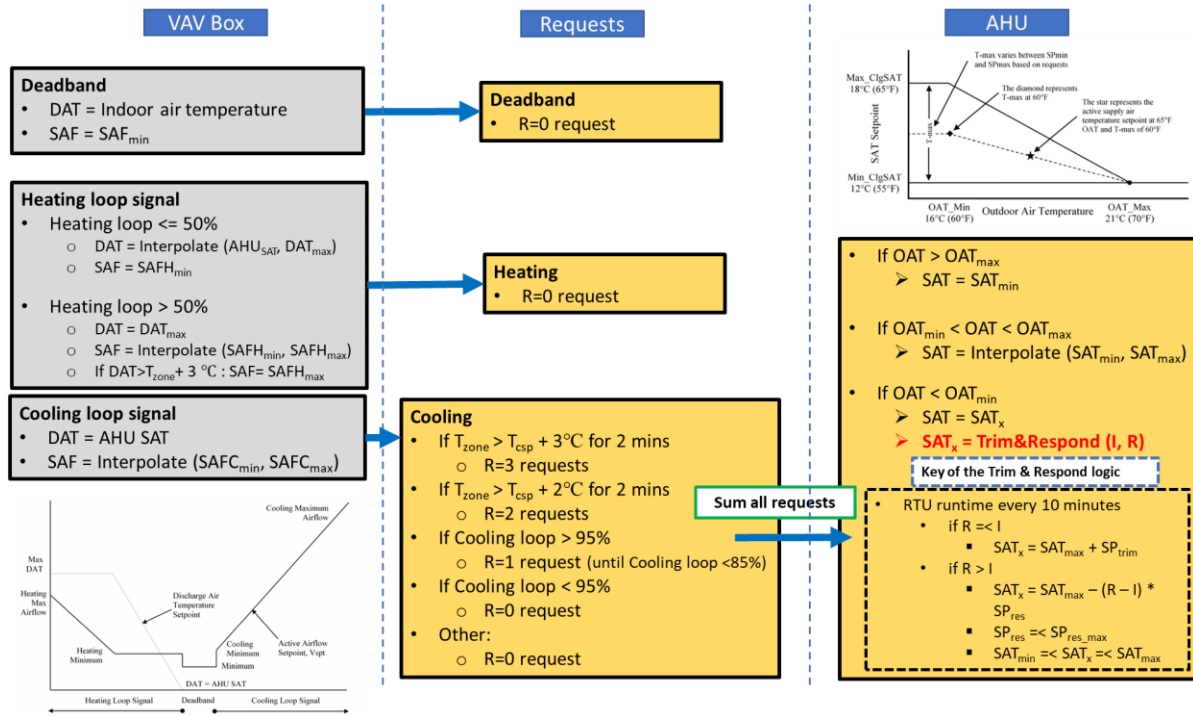 VAV Box
Deadband
• DAT = Indoor air temperature
• SAF = SAFmin
Heating loop signal
• Heating loop <= 50%
o DAT = Interpolate (AHUSAT, DATmax)
o SAF = SAFHmin
• Heating loop > 50%
o DAT = DATmax
o SAF = Interpolate (SAFHmin, SAFHmax)
o If DAT>Tzone+ 3 ℃ : SAF= SAFHmax
Cooling loop signal
• DAT = AHU SAT
• SAF = Interpolate (SAFCmin, SAFCmax)
Cooling Maximum
Airflow
Max
DAT
Heating
Max
Airflow
Discharge Air
Temperature
Setpoint
Heating
Minimum
Cooling
Minimum
Minimum
Active Airflow
Setpoint, Vspt
DAT = AHU SAT
Heating Loop Signal
Deadband
Cooling Loop Signal
Requests
Deadband
• R=0 request
Heating
• R=0 request
Cooling
• If Tzone > Tcsp + 3℃ for 2 mins
o R=3 requests
• If Tzone > Tcsp + 2℃ for 2 mins
o R=2 requests
• If Cooling loop > 95%
o R=1 request (until Cooling loop <85%)
• If Cooling loop < 95%
o R=0 request
• Other:
o R=0 request
Sum all requests
AHU
T-max varies between SPmin
and SPmax based on requests
The diamond represents
T-max at 60°F
The star represents the
active supply air
temperature setpoint at 65°F
OAT and T-max of 60°F
Max_ClgSAT
18°C (65°F)
SAT Setpoint
T-max
Min_ClgSAT
12°C (55°F)
OAT_Min
16°C (60°F)
Outdoor Air Temperature
OAT_Max
21°C (70°F)
• If OAT > OATmax
➢ SAT = SATmin
• If OATmin < OAT < OATmax
➢ SAT = Interpolate (SATmin, SATmax)
• If OAT < OATmin
➢ SAT = SATx
➢ SATx = Trim&Respond (I, R)
Key of the Trim & Respond logic
• RTU runtime every 10 minutes
• if R =< I
▪ SATx = SATmax + SPtrim
• if R > I
▪ SATx = SATmax – (R – I) *
SPres
▪ SPres =< SPres_max
▪ SATmin =< SATx =< SATmax